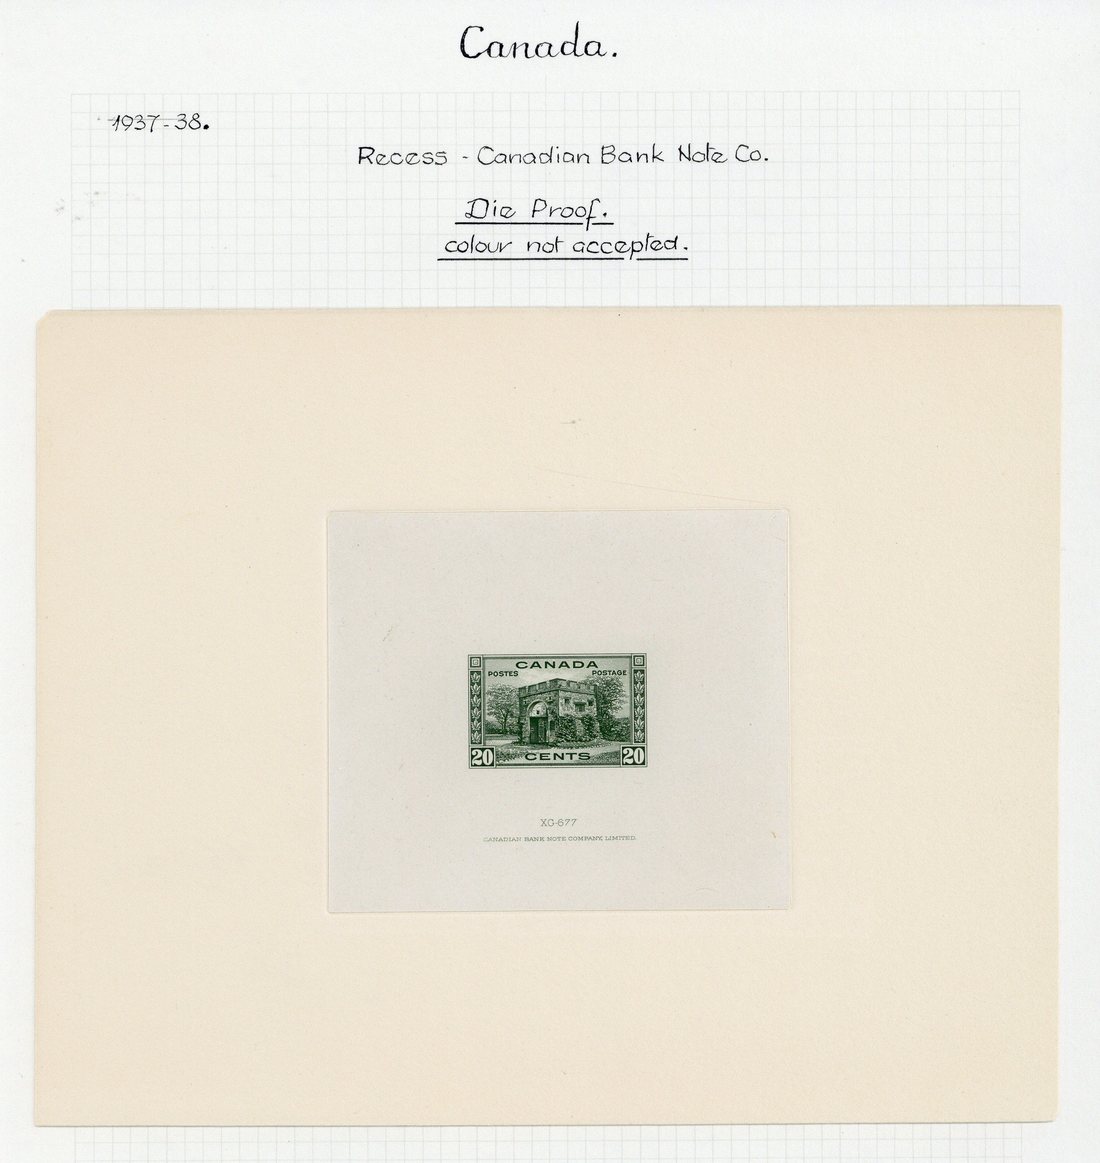 Canada.
1937-38.
Recess - Canadian Bank Note Co.
Die Proof.
colour not accepted.
CANADA
POSTES POSTAGE
20 CENTS 20
XG-677
CANADIAN BANK NOTE COMPANY, LIMITED.